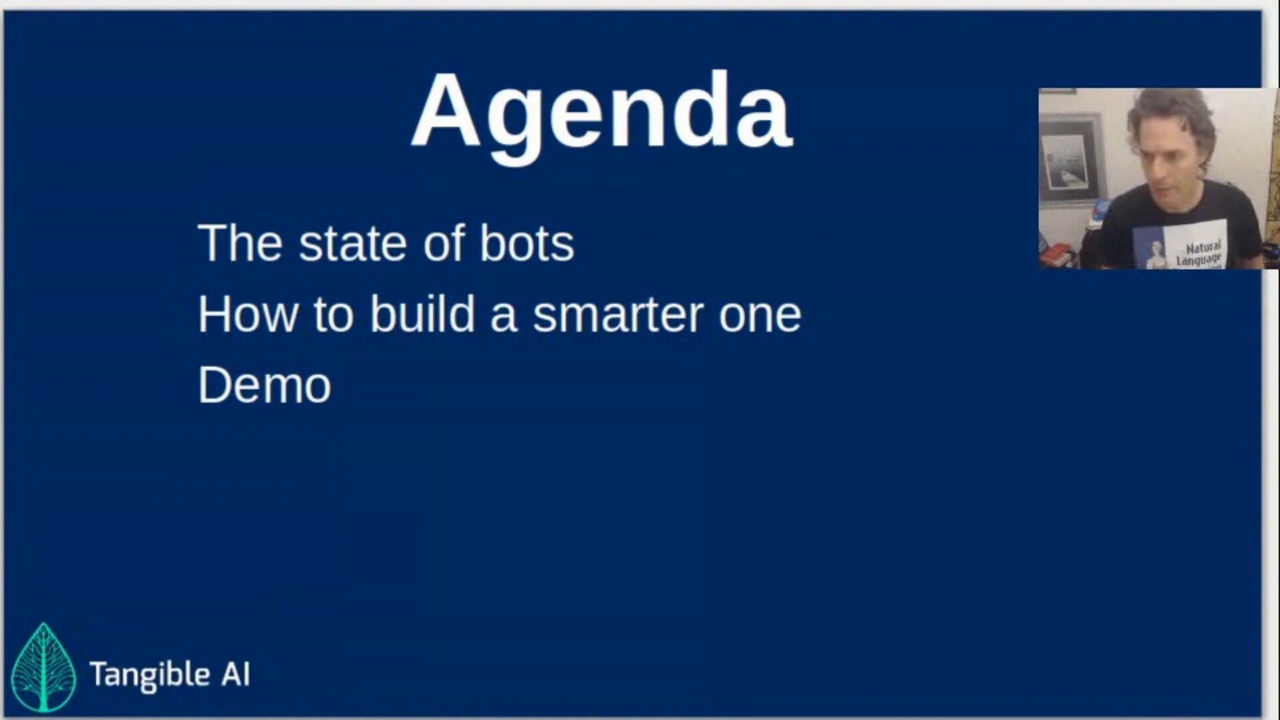 Agenda
The state of bots
How to build a smarter one
Demo
Natural
Language
Tangible AI